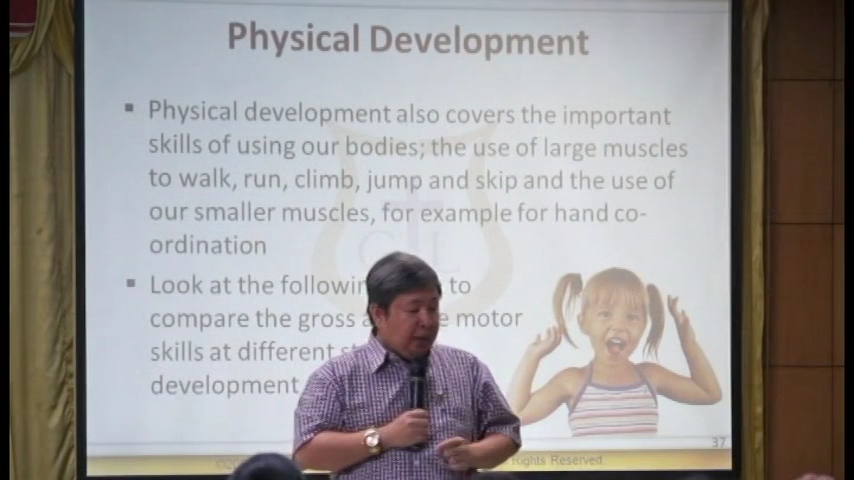 Physical Development
▪ Physical development also covers the important
skills of using our bodies; the use of large muscles
to walk, run, climb, jump and skip and the use of
our smaller muscles, for example for hand co-
ordination
▪ Look at the following to
compare the gross motor
skills at different
development
37
Rights Reserved